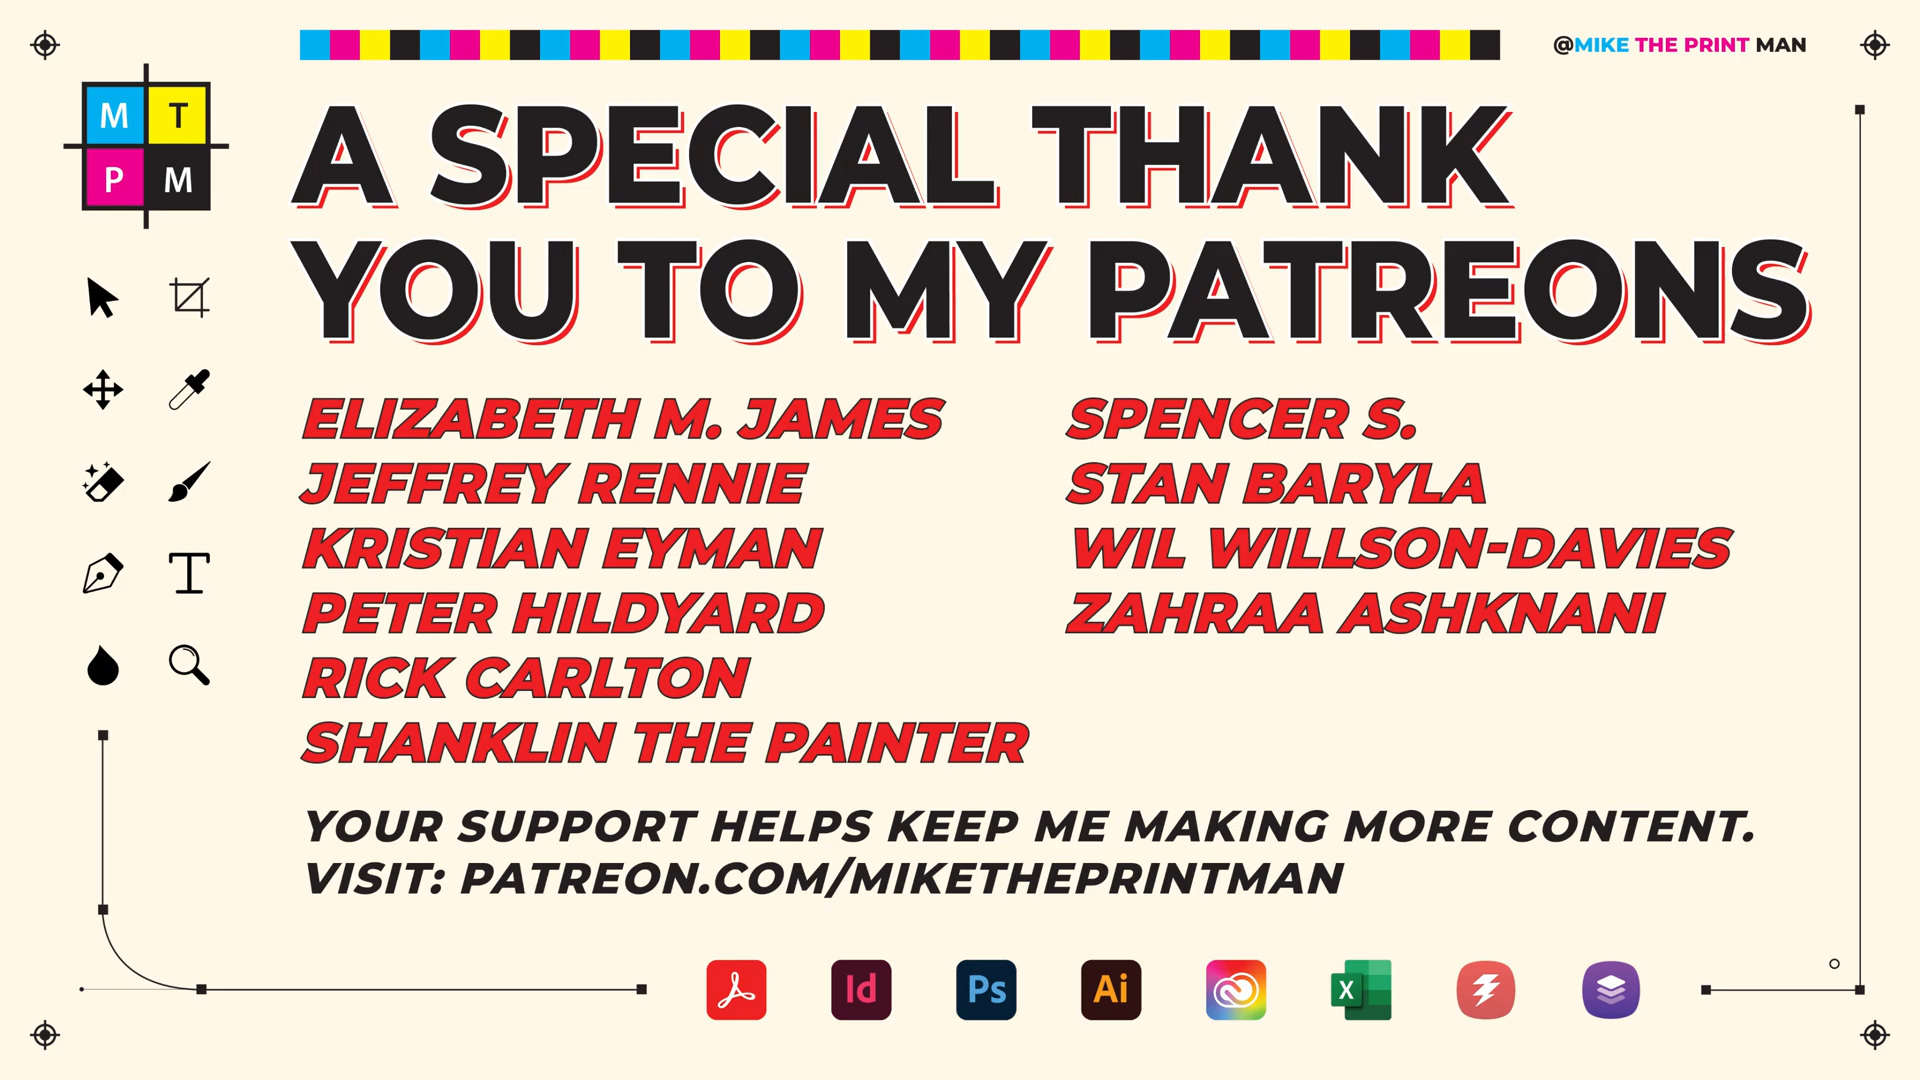 @MIKE THE PRINT MAN
M T
P M
A SPECIAL THANK
YOU TO MY PATREONS
ELIZABETH M. JAMES
JEFFREY RENNIE
KRISTIAN EYMAN
PETER HILDYARD
RICK CARLTON
SHANKLIN THE PAINTER
SPENCER S.
STAN BARYLA
WIL WILLSON-DAVIES
ZAHRAA ASHKNANI
YOUR SUPPORT HELPS KEEP ME MAKING MORE CONTENT.
VISIT: PATREON.COM/MIKETHEPRINTMAN
T
Id Ps Ai X